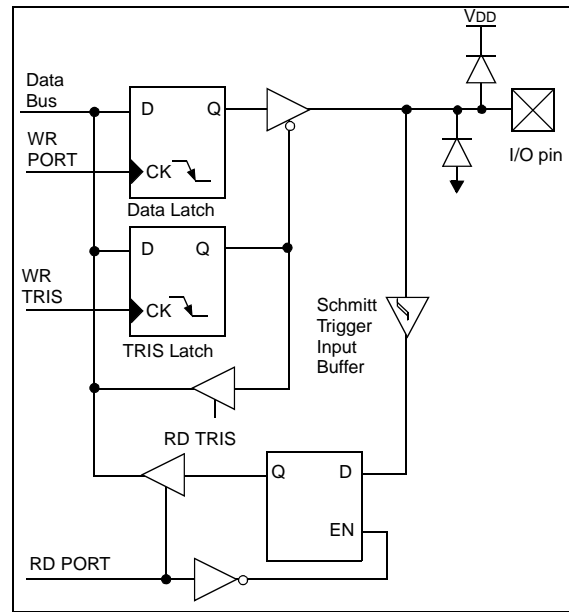 VDD
Data
Bus
D
Q
WR
PORT
CK
I/O pin
Data Latch
D
Q
WR
TRIS
CK
Schmitt
Trigger
Input
Buffer
TRIS Latch
RD TRIS
Q
D
EN
RD PORT